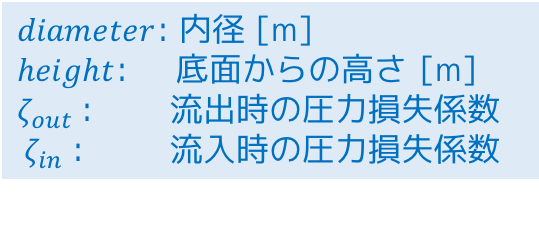 diameter: 内径 [m]
height: 底面からの高さ [m]
ζout : 流出時の圧力損失係数
ζin : 流入時の圧力損失係数